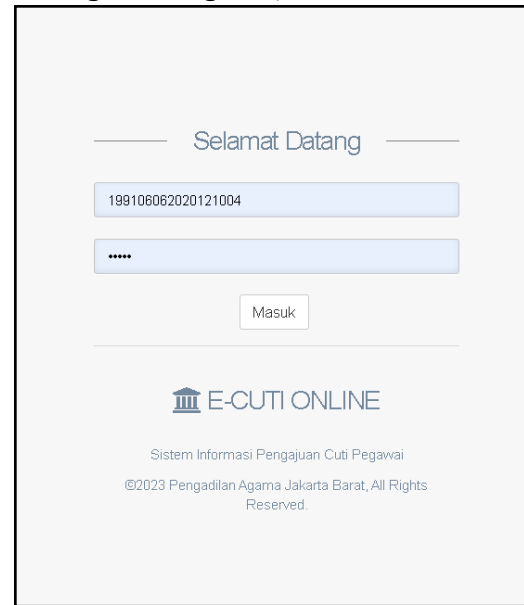 Selamat Datang
199106062020121004
•••••
Masuk
E-CUTI ONLINE
Sistem Informasi Pengajuan Cuti Pegawai
©2023 Pengadilan Agama Jakarta Barat, All Rights
Reserved.